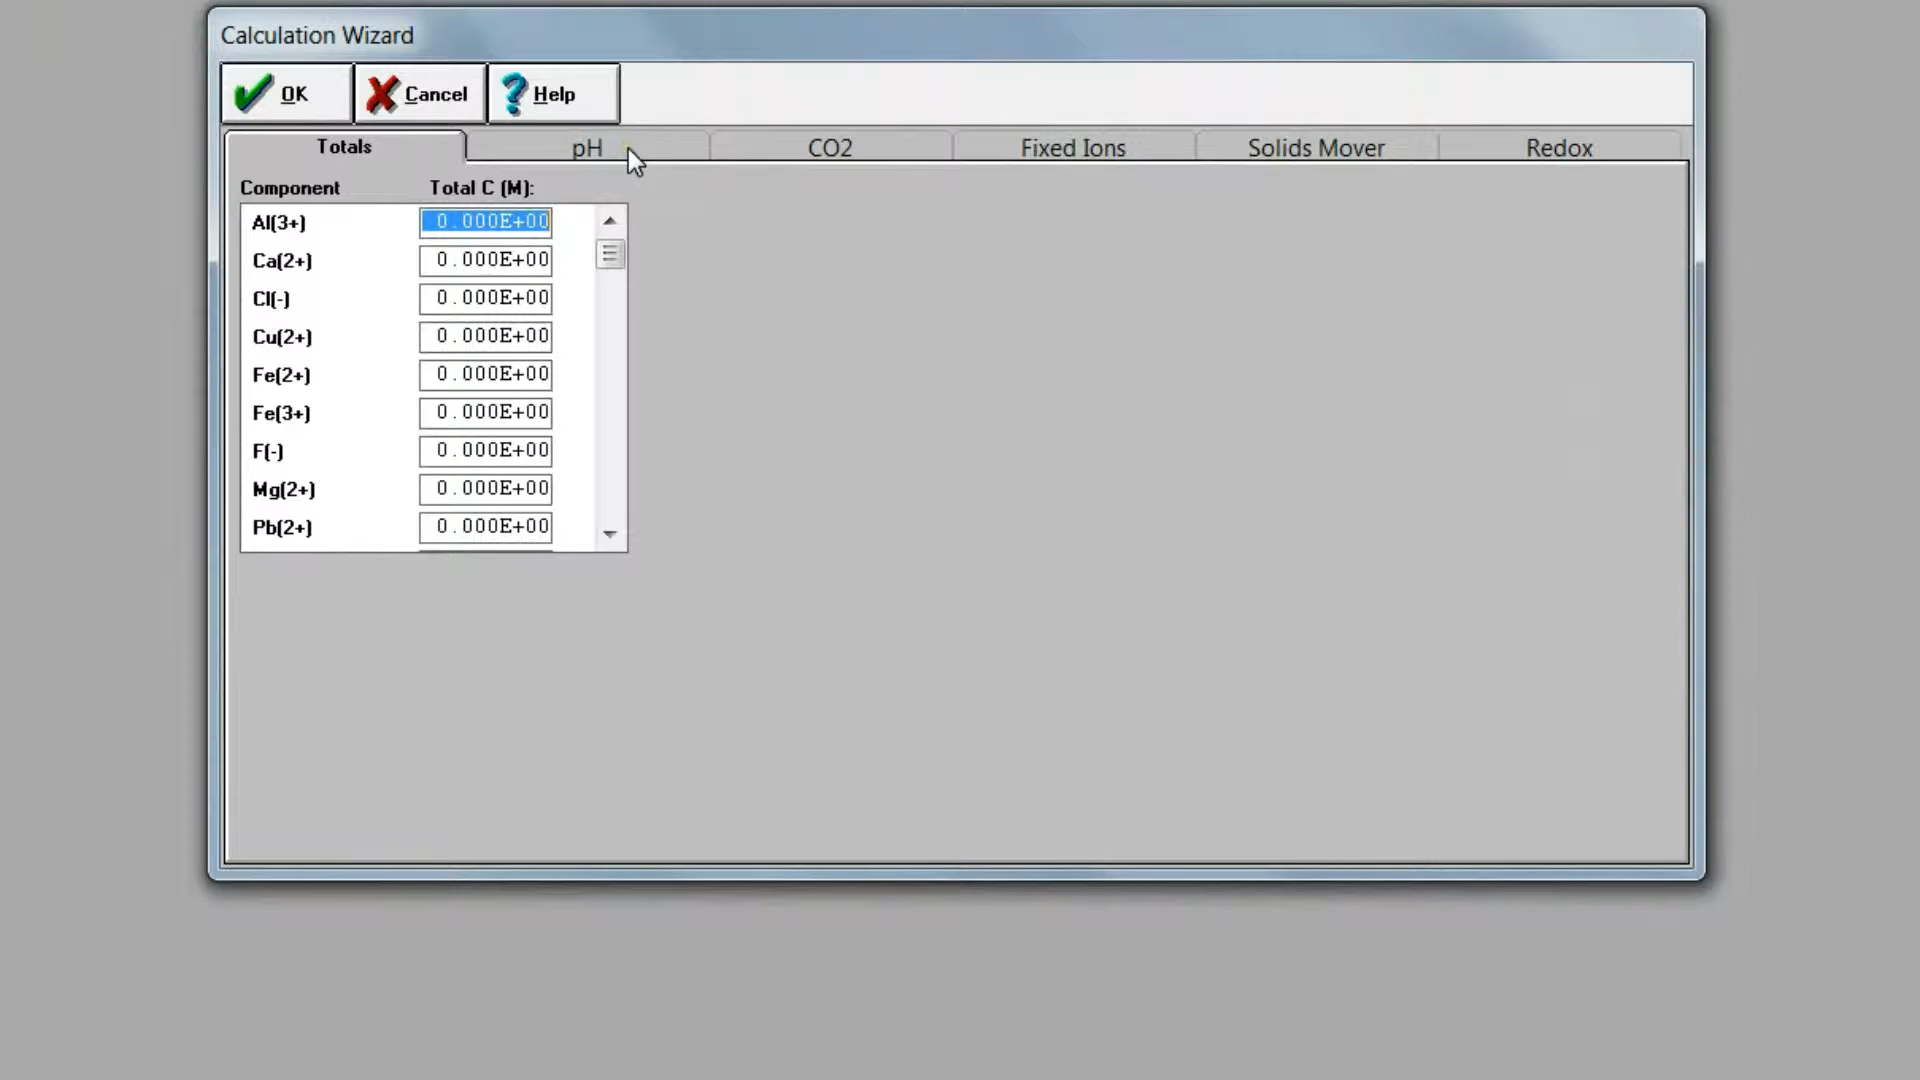 Calculation Wizard
OK Cancel Help
Totals pH CO2 Fixed Ions Solids Mover Redox
Component Total C (M):
Al(3+) 0.000E+00
Ca(2+) 0.000E+00
Cl(-) 0.000E+00
Cu(2+) 0.000E+00
Fe(2+) 0.000E+00
Fe(3+) 0.000E+00
F(-) 0.000E+00
Mg(2+) 0.000E+00
Pb(2+) 0.000E+00